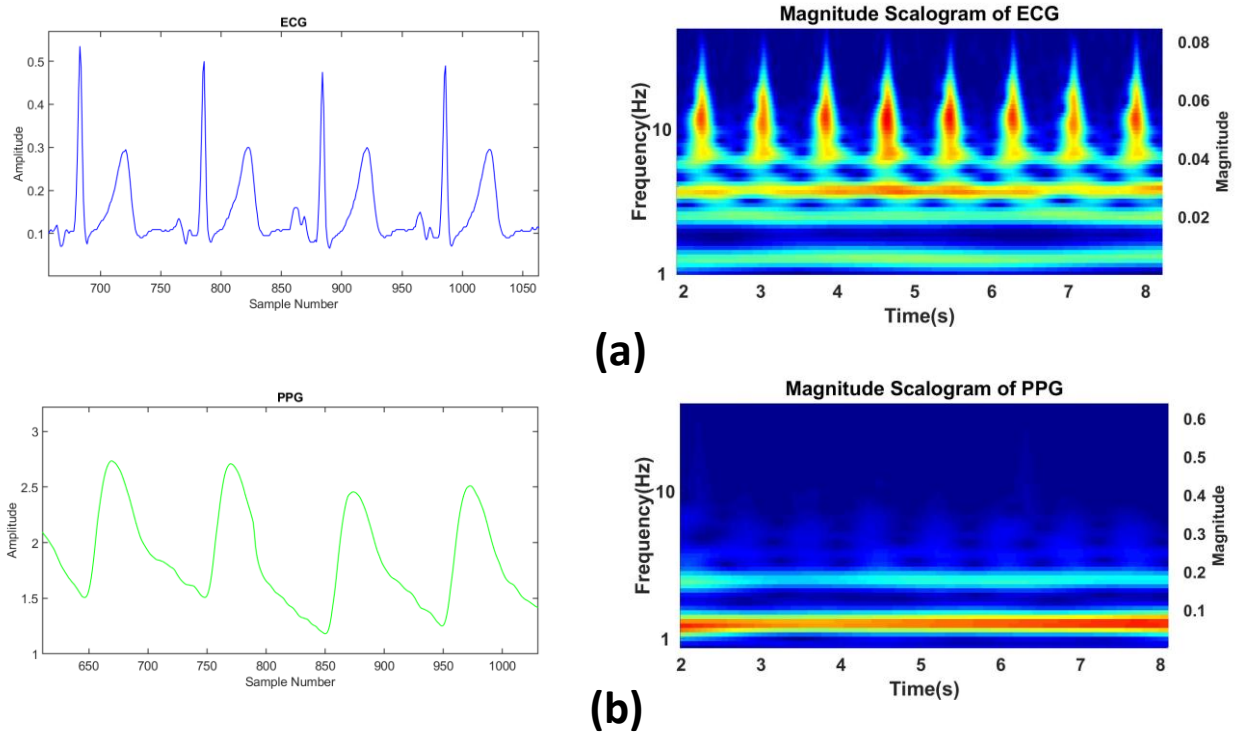 ECG
Amplitude
0.5
0.4
0.3
0.2
0.1
700 750 800 850 900 950 1000 1050
Sample Number
Magnitude Scalogram of ECG
Frequency(Hz)
10
1
2 3 4 5 6 7 8
Time(s)
0.08
0.06
0.04
0.02
Magnitude
(a)
PPG
Amplitude
3
2.5
2
1.5
1
650 700 750 800 850 900 950 1000
Sample Number
Magnitude Scalogram of PPG
Frequency(Hz)
10
1
2 3 4 5 6 7 8
Time(s)
0.6
0.5
0.4
0.3
0.2
0.1
Magnitude
(b)